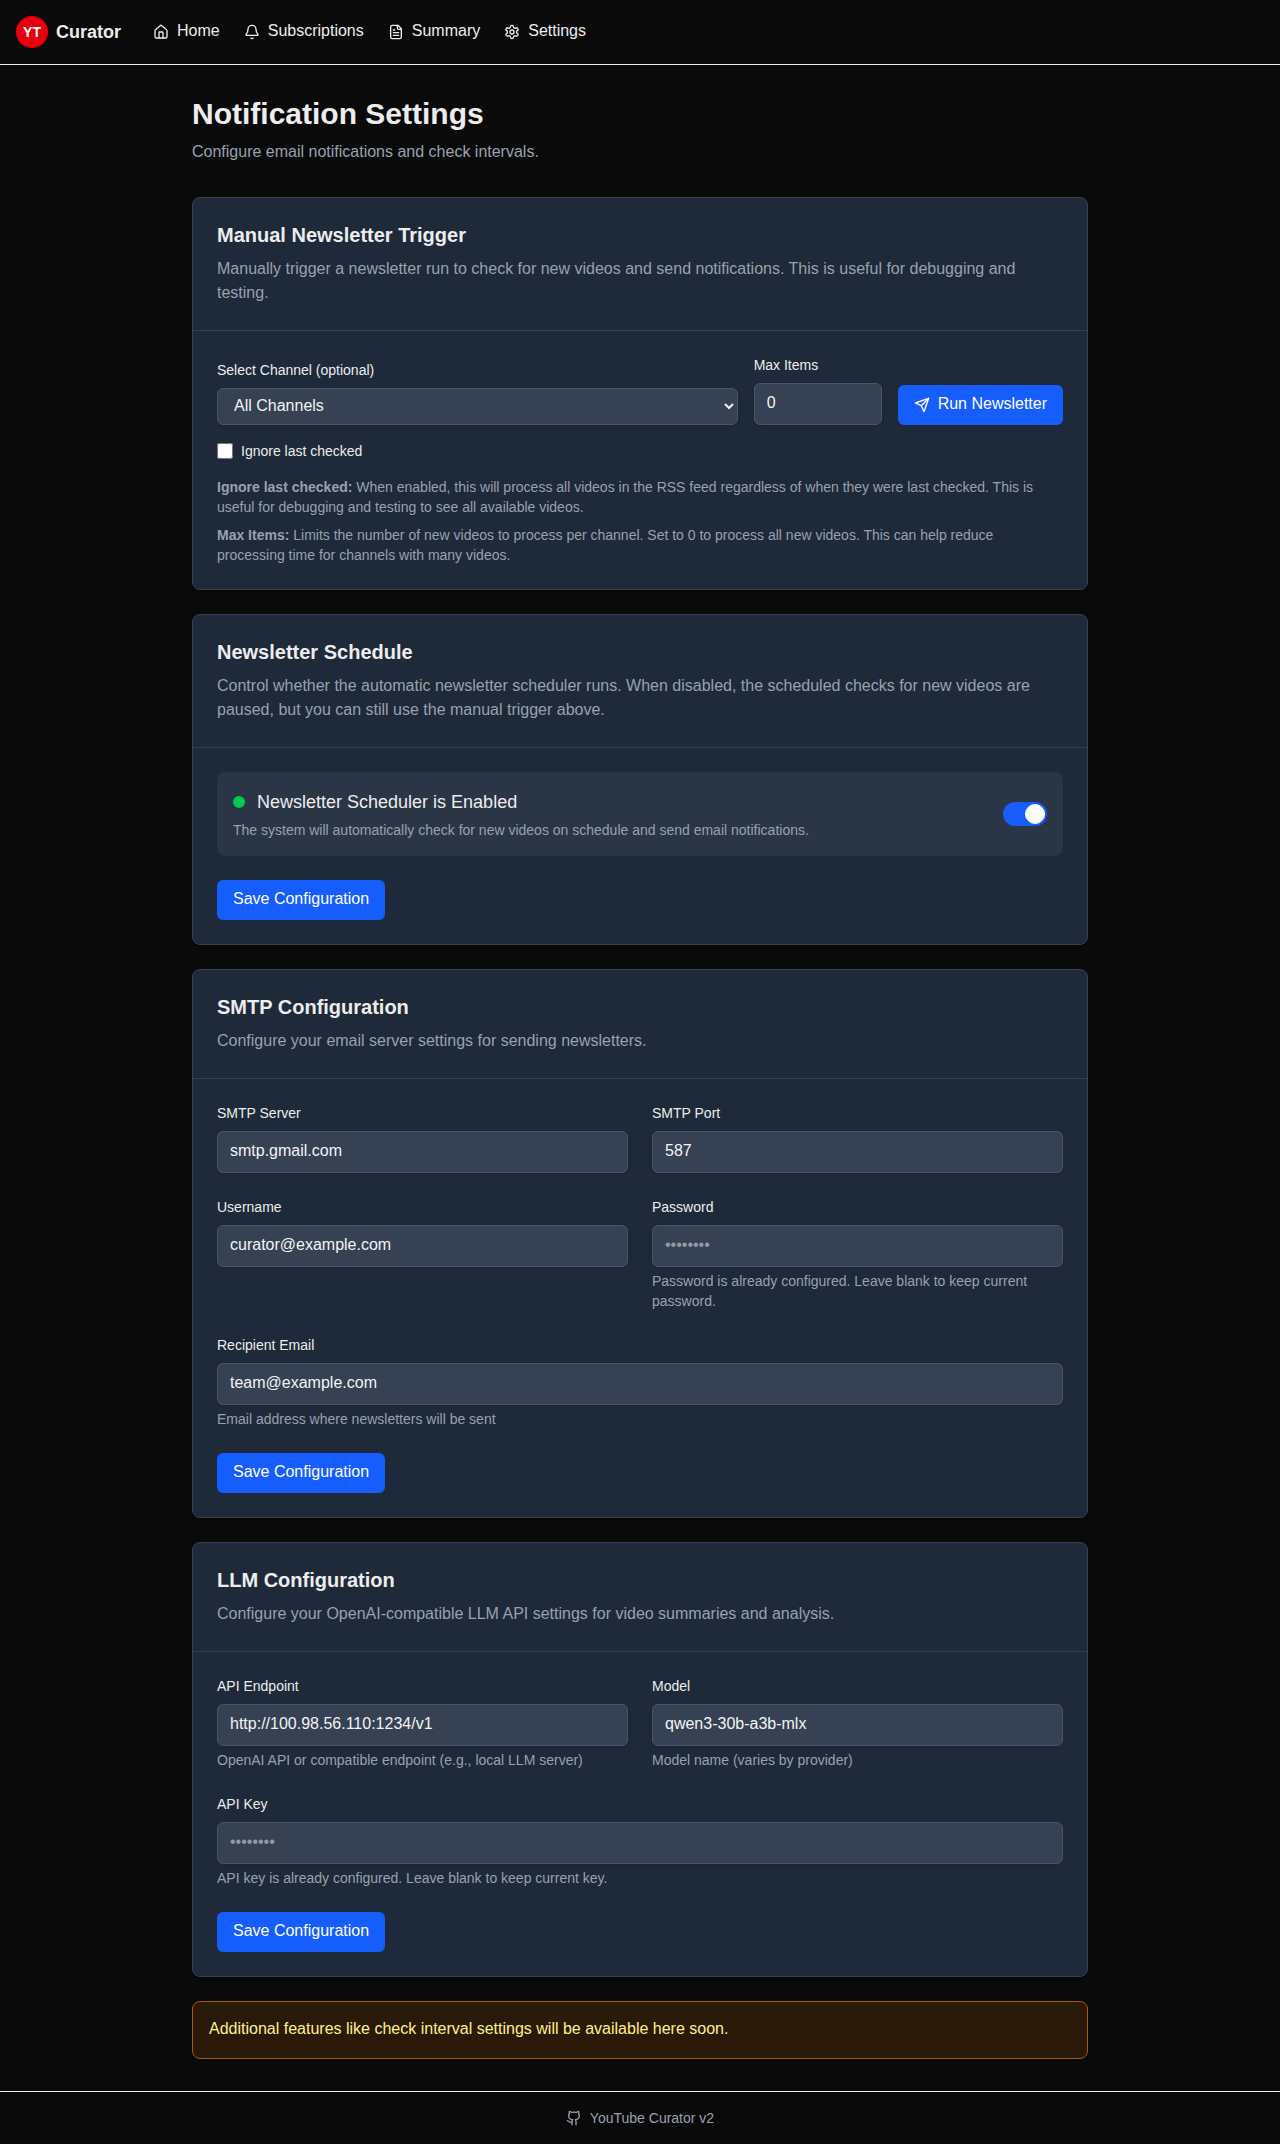 YT Curator Home Subscriptions Summary Settings
Notification Settings
Configure email notifications and check intervals.
Manual Newsletter Trigger
Manually trigger a newsletter run to check for new videos and send notifications. This is useful for debugging and
testing.
Select Channel (optional)
All Channels
Max Items
0
Run Newsletter
Ignore last checked
Ignore last checked: When enabled, this will process all videos in the RSS feed regardless of when they were last checked. This is
useful for debugging and testing to see all available videos.
Max Items: Limits the number of new videos to process per channel. Set to 0 to process all new videos. This can help reduce
processing time for channels with many videos.
Newsletter Schedule
Control whether the automatic newsletter scheduler runs. When disabled, the scheduled checks for new videos are
paused, but you can still use the manual trigger above.
Newsletter Scheduler is Enabled
The system will automatically check for new videos on schedule and send email notifications.
Save Configuration
SMTP Configuration
Configure your email server settings for sending newsletters.
SMTP Server
smtp.gmail.com
SMTP Port
587
Username
curator@example.com
Password
••••••••
Password is already configured. Leave blank to keep current
password.
Recipient Email
team@example.com
Email address where newsletters will be sent
Save Configuration
LLM Configuration
Configure your OpenAI-compatible LLM API settings for video summaries and analysis.
API Endpoint
http://100.98.56.110:1234/v1
OpenAI API or compatible endpoint (e.g., local LLM server)
Model
qwen3-30b-a3b-mlx
Model name (varies by provider)
API Key
••••••••
API key is already configured. Leave blank to keep current key.
Save Configuration
Additional features like check interval settings will be available here soon.
YouTube Curator v2